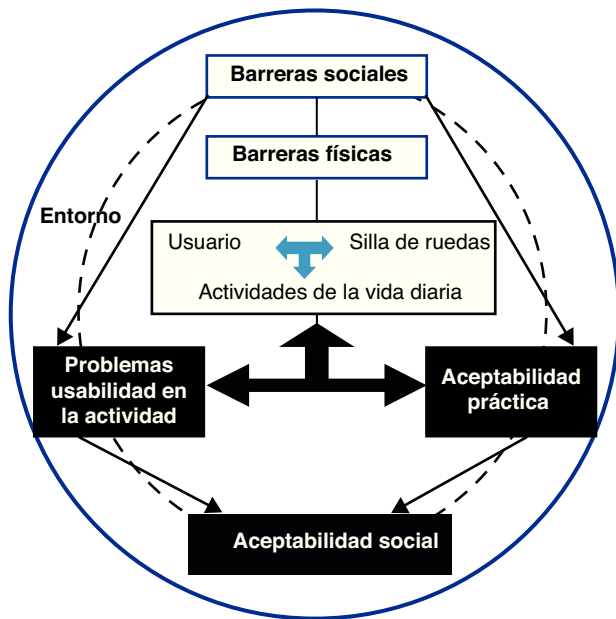 Barreras sociales
Barreras físicas
Entorno
Usuario
Silla de ruedas
Actividades de la vida diaria
Problemas
usabilidad en
la actividad
Aceptabilidad
práctica
Aceptabilidad social